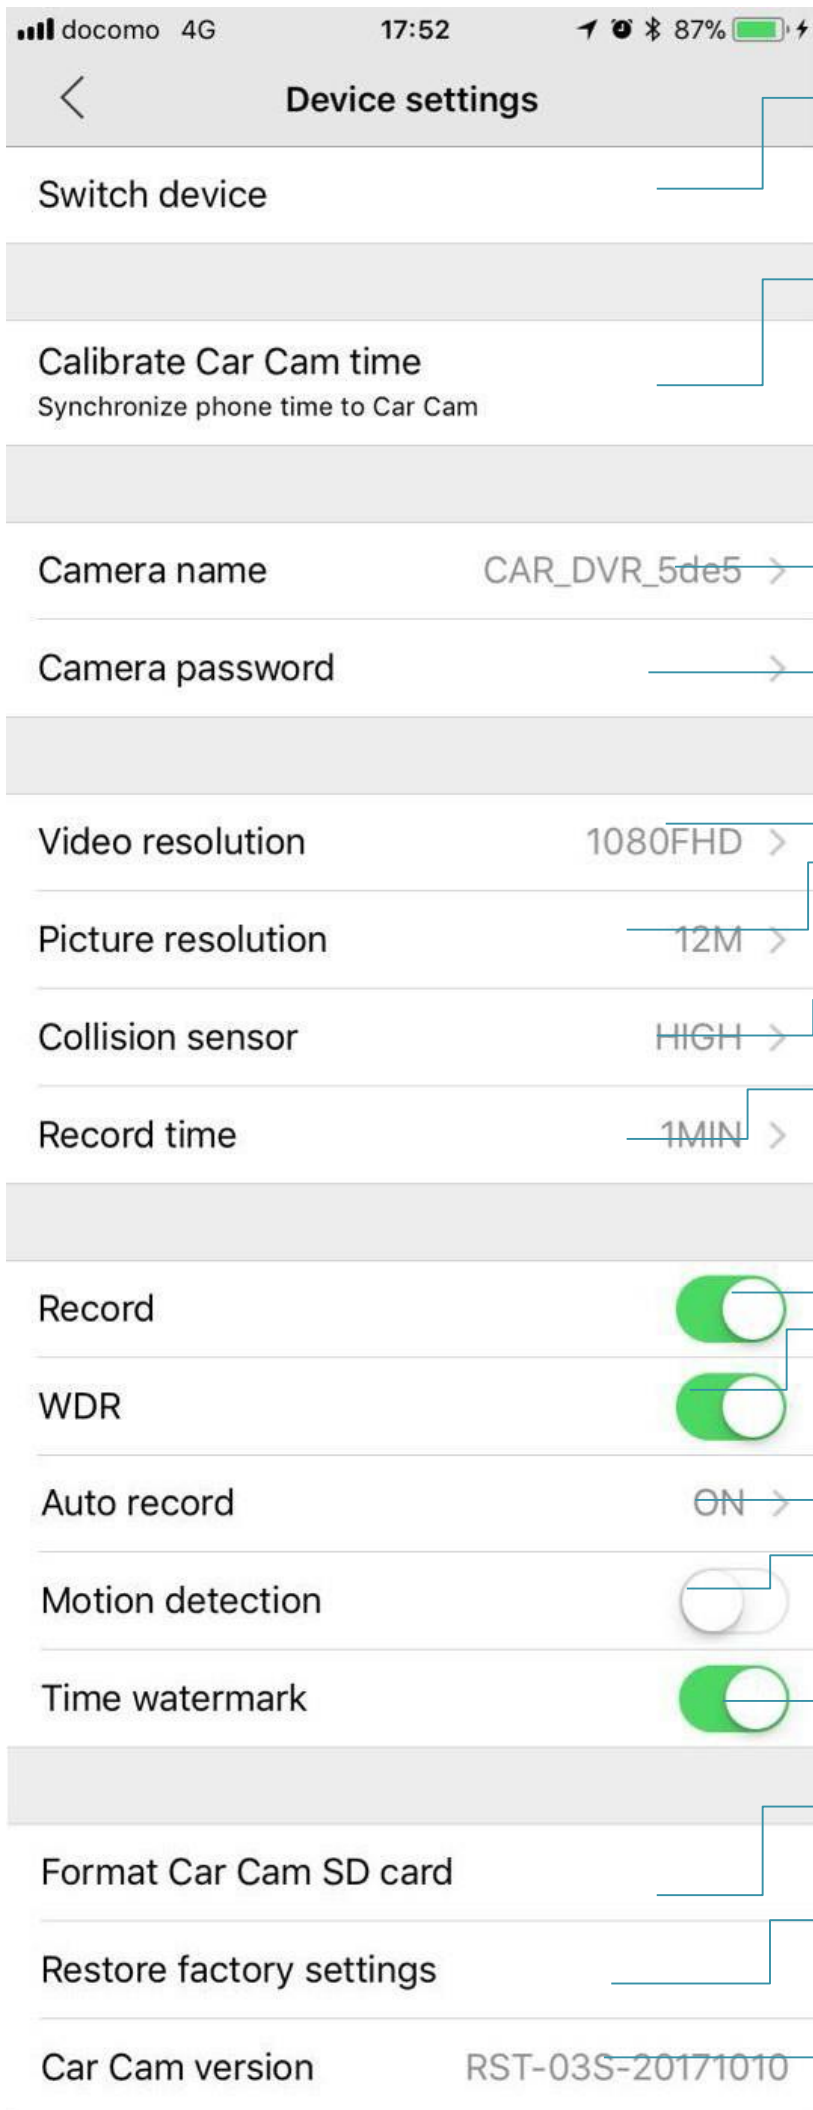 docomo 4G 17:52 87%
Device settings
Switch device
Calibrate Car Cam time
Synchronize phone time to Car Cam
Camera name CAR_DVR_5de5
Camera password
Video resolution 1080FHD
Picture resolution 12M
Collision sensor HIGH
Record time 1MIN
Record
WDR
Auto record ON
Motion detection
Time watermark
Format Car Cam SD card
Restore factory settings
Car Cam version RST-03S-20171010